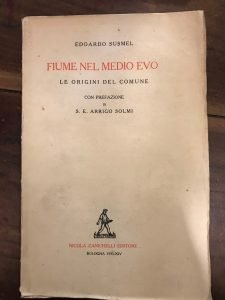 EDOARDO SUSMEL
FIUME NEL MEDIO EVO
LE ORIGINI DEL COMUNE
CON PREFAZIONE
DI
S. E. ARRIGO SOLMI
NICOLA ZANICHELLI EDITORE
BOLOGNA